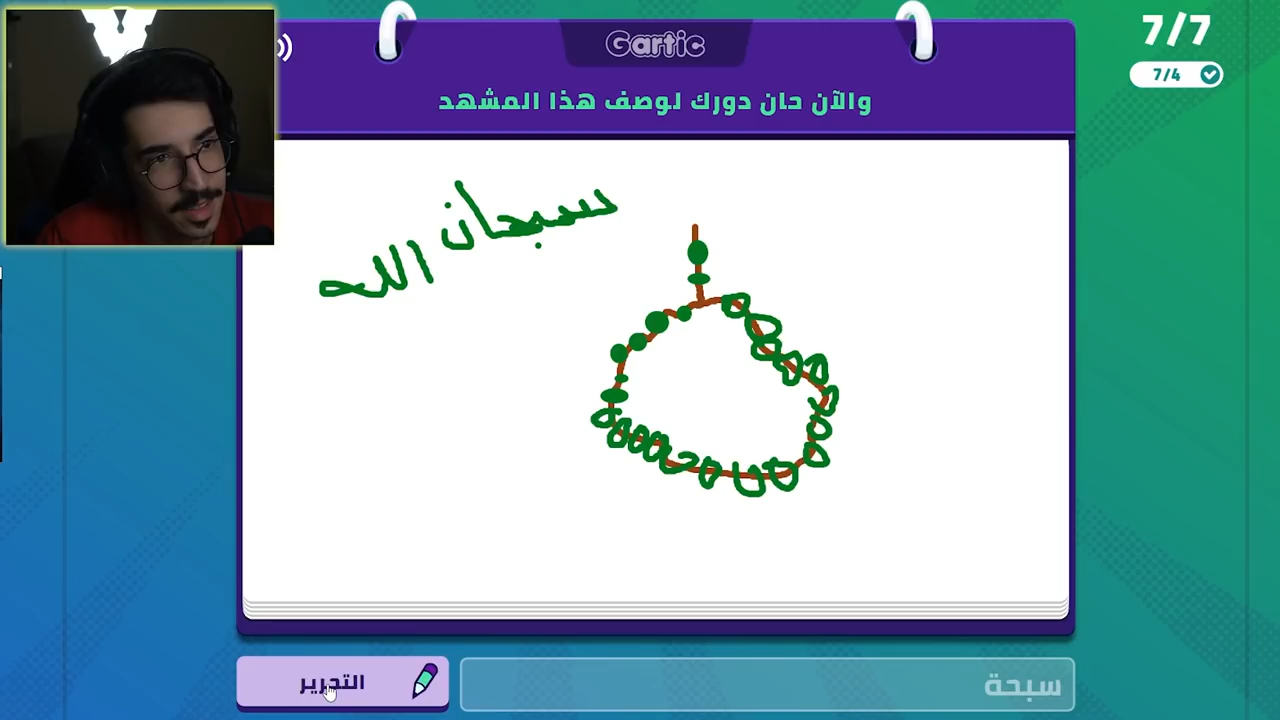 Gartic
7/7
7/4
والآن حان دورك لوصف هذا المشهد
سبحان
الله
سبحة
التحرير